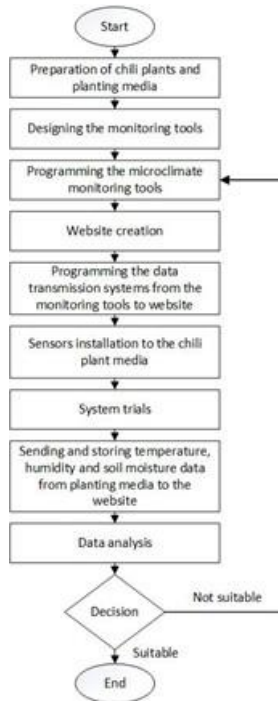 Start
Preparation of chili plants and
planting media
Designing the monitoring tools
Programming the microclimate
monitoring tools
Website creation
Programming the data
transmission systems from the
monitoring tools to website
Sensors installation to the chili
plant media
System trials
Sending and storing temperature,
humidity and soil moisture data
from planting media to the
website
Data analysis
Decision
Not suitable
Suitable
End